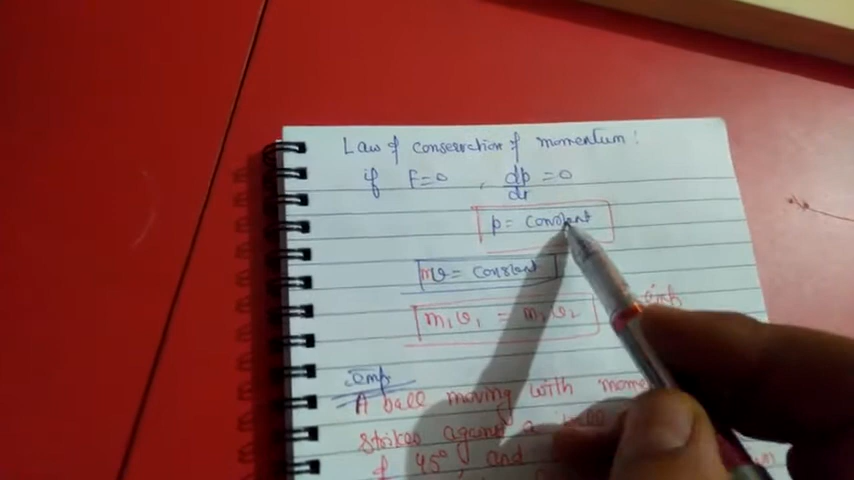 Law of conservation of momentum:
if F=0 , dp/dt = 0
p = constant
mv = constant
m₁v₁ = m₂v₂ imp
imp
A ball moving with
strikes against a
of 45°, and